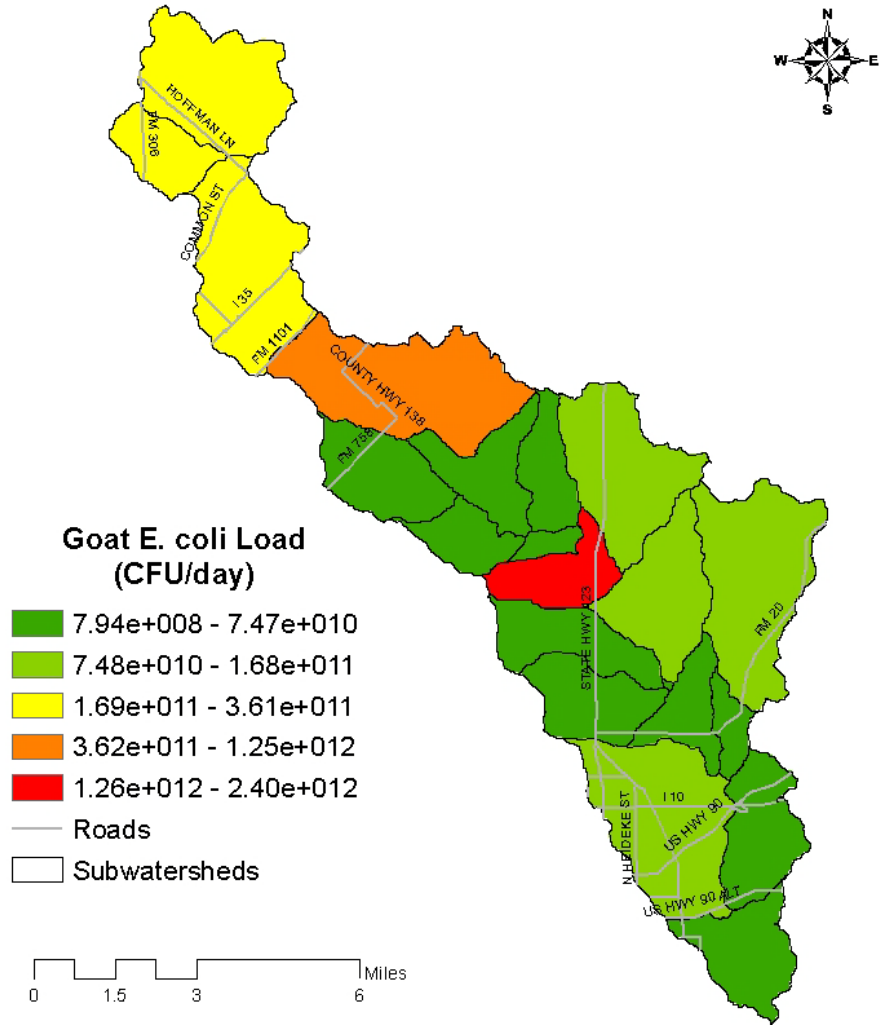 N
W E
S
HOFFMAN LN
FM 306
COMMON ST
I 35
FM 1101
COUNTY HWY 138
FM 758
STATE HWY 123
FM 20
I 10
US HWY 90
N HEIDEKE ST
US HWY 90 ALT
Goat E. coli Load
(CFU/day)
7.94e+008 - 7.47e+010
7.48e+010 - 1.68e+011
1.69e+011 - 3.61e+011
3.62e+011 - 1.25e+012
1.26e+012 - 2.40e+012
Roads
Subwatersheds
Miles
0 1.5 3 6